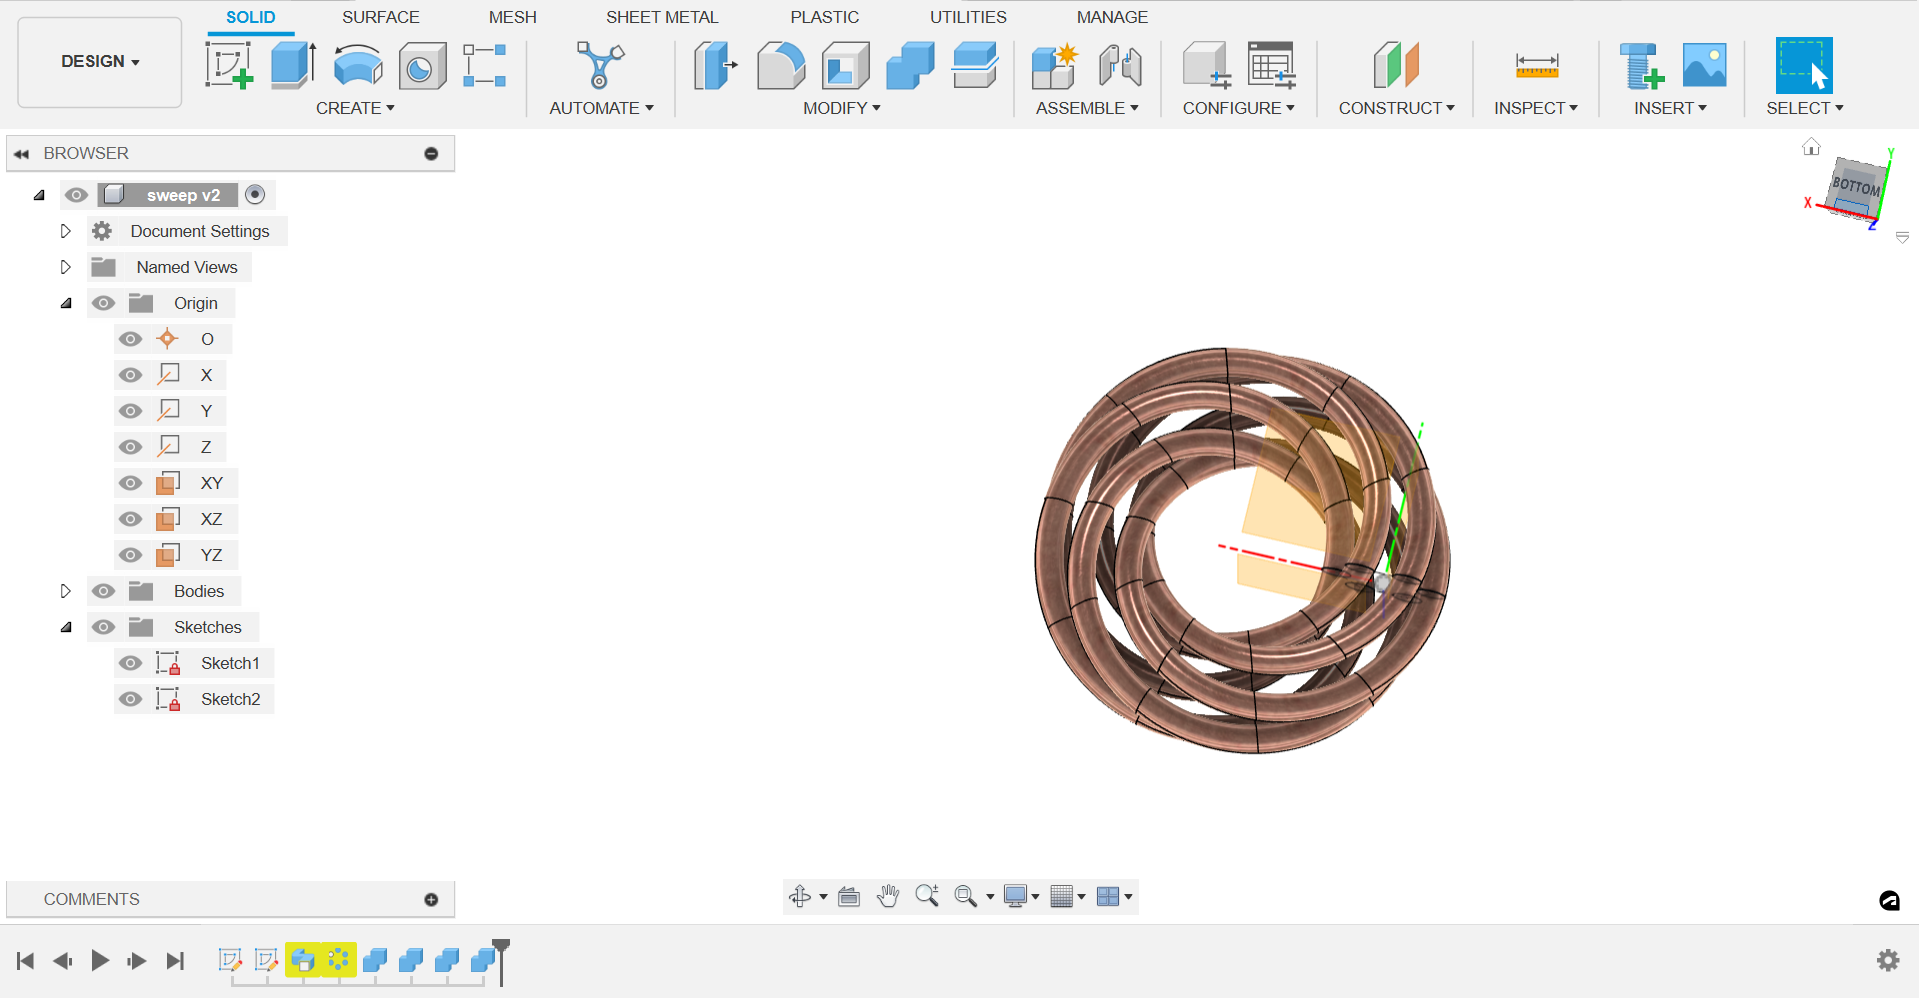 SOLID SURFACE MESH SHEET METAL PLASTIC UTILITIES MANAGE
DESIGN
CREATE AUTOMATE MODIFY ASSEMBLE CONFIGURE CONSTRUCT INSPECT INSERT SELECT
BROWSER
sweep v2
Document Settings
Named Views
Origin
O
X
Y
Z
XY
XZ
YZ
Bodies
Sketches
Sketch1
Sketch2
Y
BOTTOM
X
Z
COMMENTS